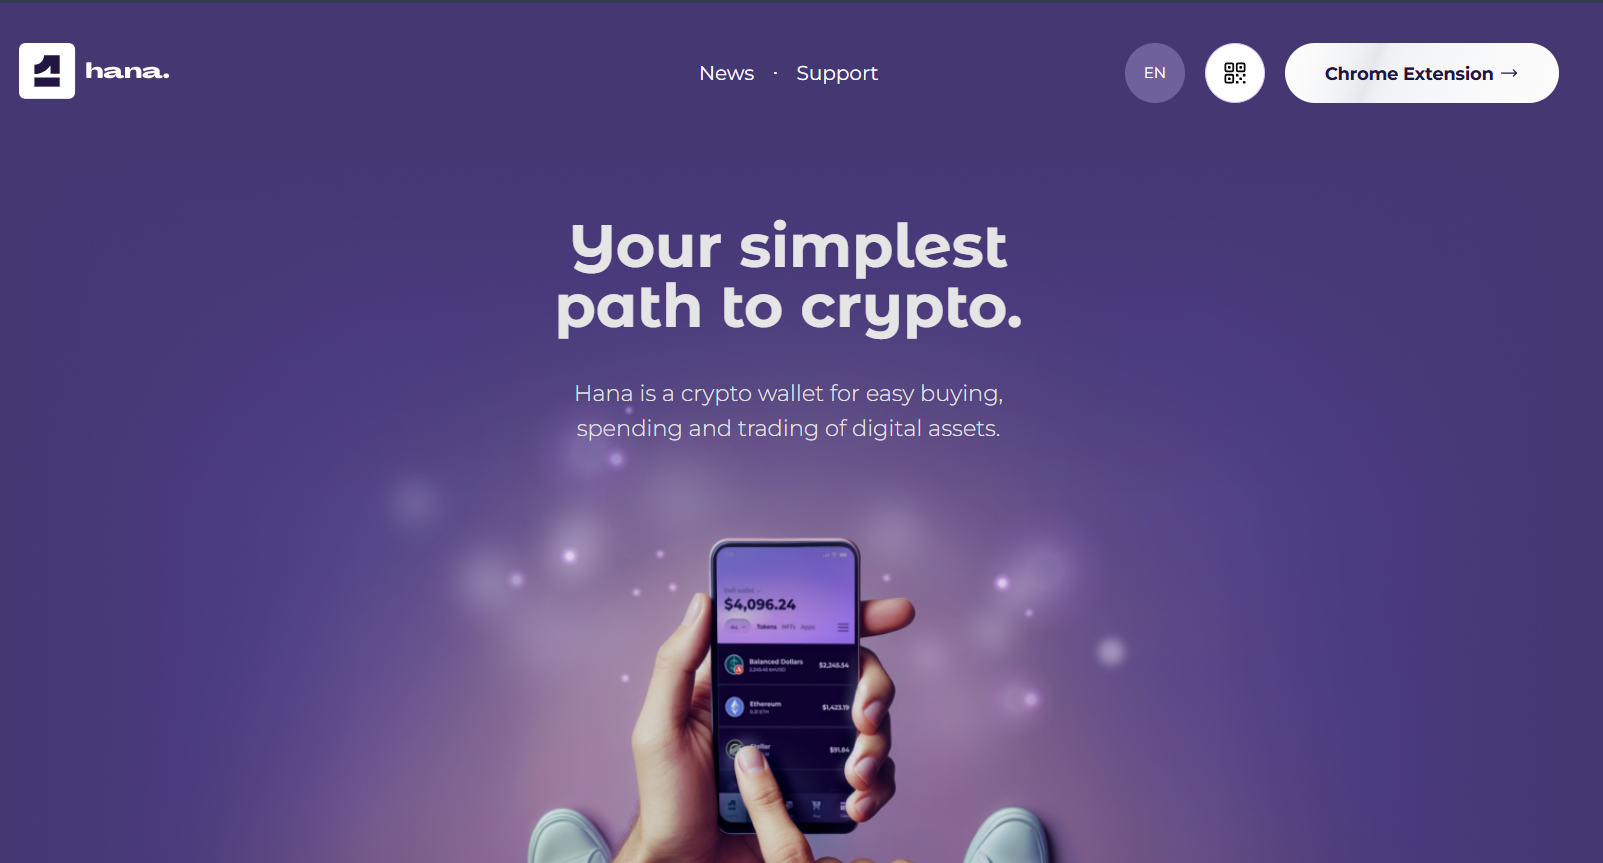 hana.
News · Support
EN
Chrome Extension →
Your simplest
path to crypto.
Hana is a crypto wallet for easy buying,
spending and trading of digital assets.
$4,096.24
Tokens NFTs Apps
Balanced Dollars
$2,245.54
Ethereum
$1,423.19
$91.84